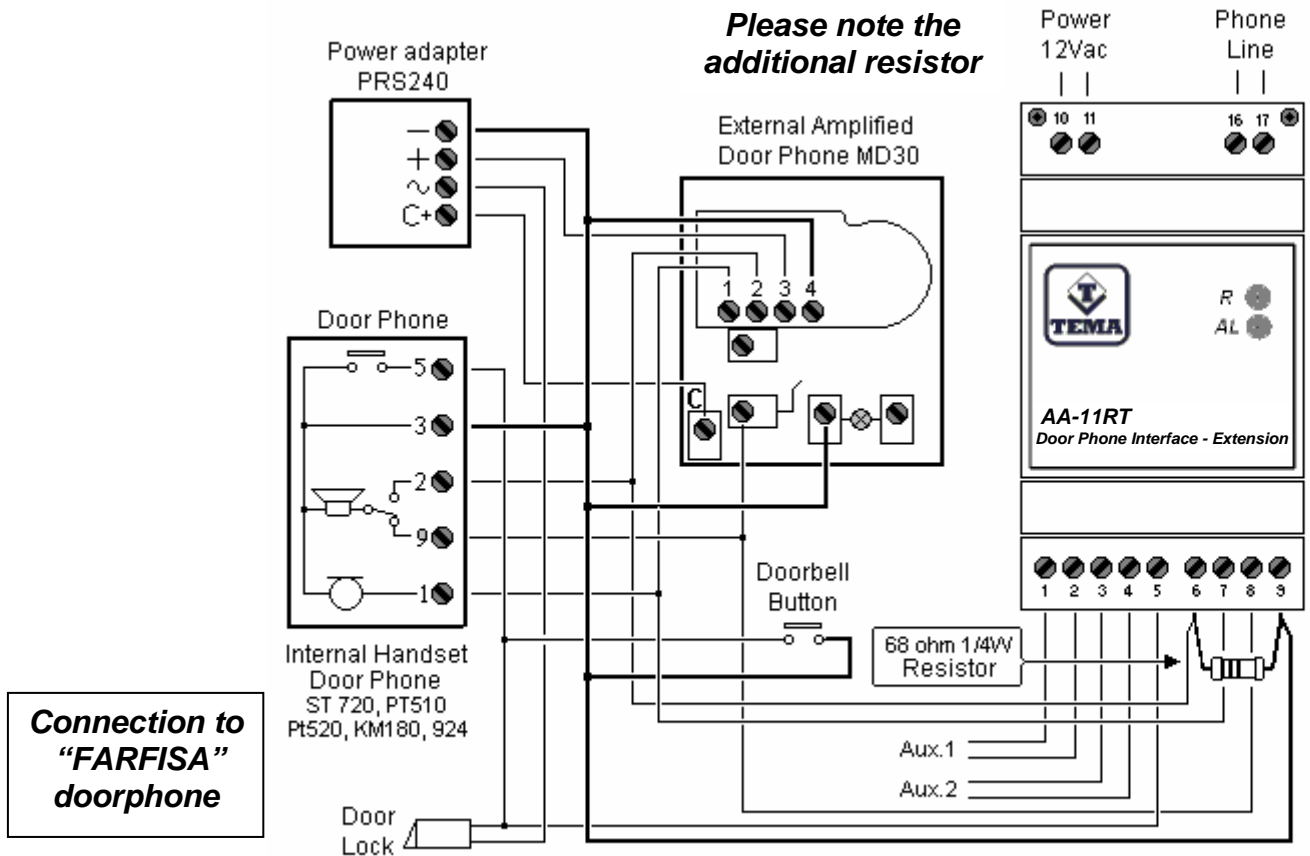 Please note the
additional resistor
Power adapter
PRS240
−
+
~
C+
External Amplified
Door Phone MD30
1 2 3 4
C
Power
12Vac
Phone
Line
10 11
16 17
TEMA
R
AL
AA-11RT
Door Phone Interface - Extension
1 2 3 4 5 6 7 8 9
Door Phone
5
3
2
9
1
Internal Handset
Door Phone
ST 720, PT510
Pt520, KM180, 924
Doorbell
Button
68 ohm 1/4W
Resistor
Aux.1
Aux.2
Connection to
“FARFISA”
doorphone
Door
Lock